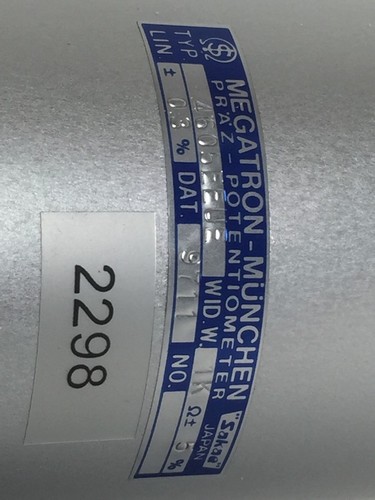 MEGATRON-MÜNCHEN "Sakae"
PRÄZ-POTENTIOMETER JAPAN
TYP. WID.W. 1K Ω± 5%
LIN ± 0.3 % DAT. NO.
2298